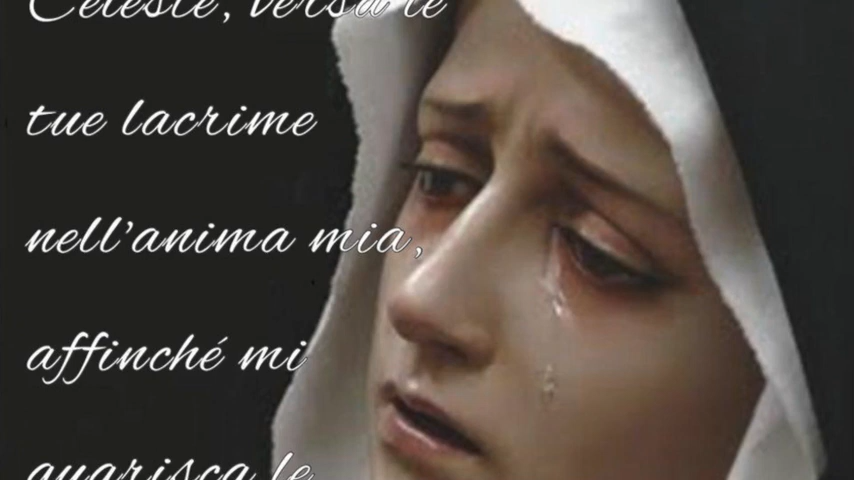 Celeste, versa le
tue lacrime
nell'anima mia,
affinché mi
guarisca le